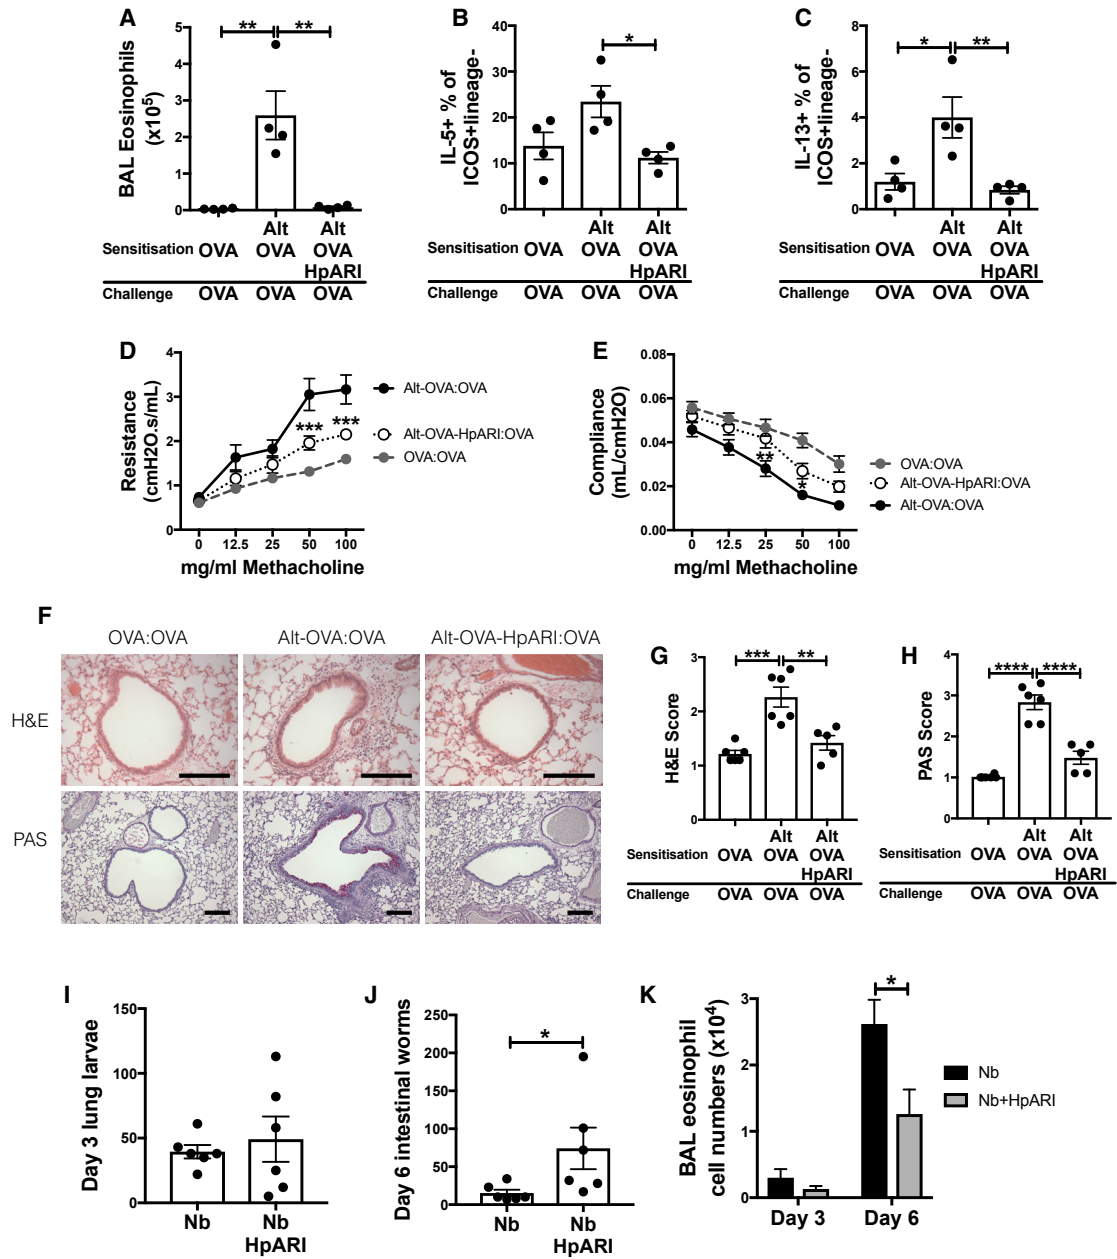 A
BAL Eosinophils
(x10⁵)
5
4
3
2
1
0
** **
Alt Alt
Sensitisation OVA OVA OVA
HpARI
Challenge OVA OVA OVA
B
IL-5+ % of
ICOS+lineage-
40
30
20
10
0
*
Alt Alt
Sensitisation OVA OVA OVA
HpARI
Challenge OVA OVA OVA
C
IL-13+ % of
ICOS+lineage-
8
6
4
2
0
* **
Alt Alt
Sensitisation OVA OVA OVA
HpARI
Challenge OVA OVA OVA
D
Resistance
(cmH2O.s/mL)
4
3
2
1
0
*** ***
0 12.5 25 50 100
mg/ml Methacholine
Alt-OVA:OVA
Alt-OVA-HpARI:OVA
OVA:OVA
E
Compliance
(mL/cmH2O)
0.08
0.06
0.04
0.02
0.00
** *
0 12.5 25 50 100
mg/ml Methacholine
OVA:OVA
Alt-OVA-HpARI:OVA
Alt-OVA:OVA
F
OVA:OVA Alt-OVA:OVA Alt-OVA-HpARI:OVA
H&E
PAS
G
H&E Score
3
2
1
0
*** **
Alt Alt
Sensitisation OVA OVA OVA
HpARI
Challenge OVA OVA OVA
H
PAS Score
4
3
2
1
0
**** ****
Alt Alt
Sensitisation OVA OVA OVA
HpARI
Challenge OVA OVA OVA
I
Day 3 lung larvae
150
100
50
0
Nb Nb
HpARI
J
Day 6 intestinal worms
250
200
150
100
50
0
*
Nb Nb
HpARI
K
BAL eosinophil
cell numbers (x10⁴)
3
2
1
0
*
Day 3 Day 6
Nb
Nb+HpARI